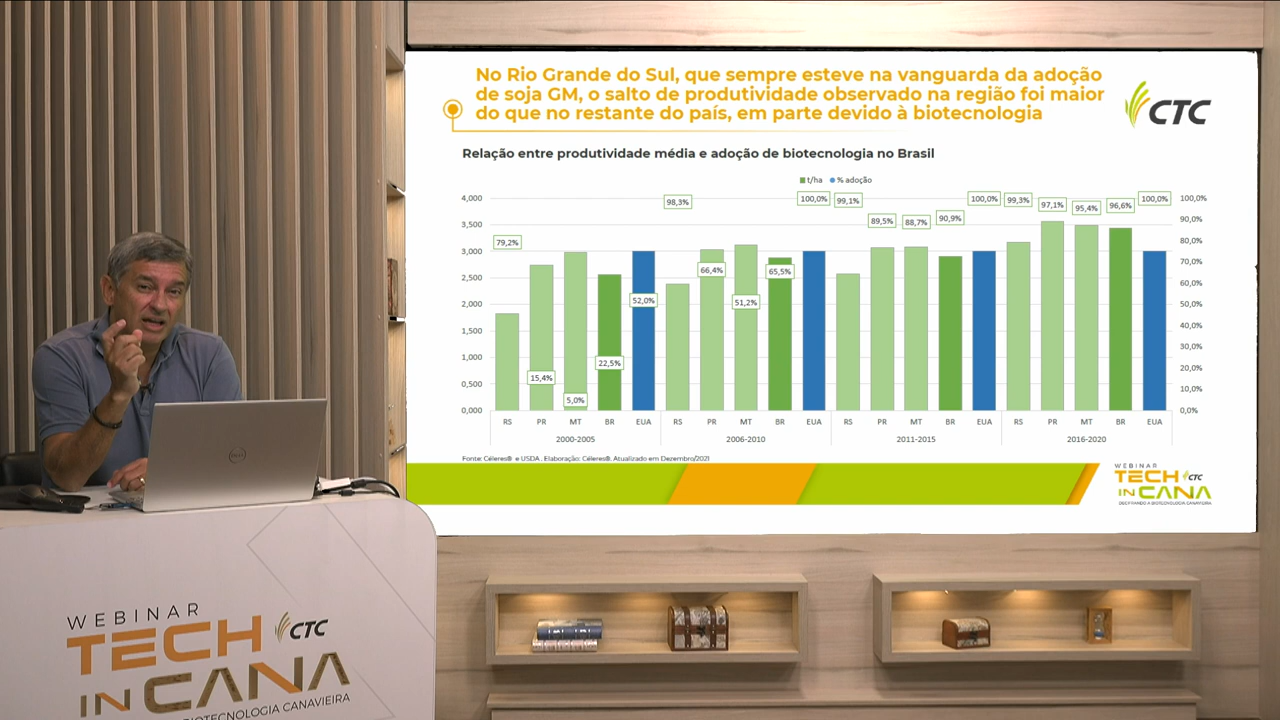 No Rio Grande do Sul, que sempre esteve na vanguarda da adoção
de soja GM, o salto de produtividade observado na região foi maior
do que no restante do país, em parte devido à biotecnologia
CTC
Relação entre produtividade média e adoção de biotecnologia no Brasil
t/ha % adoção
4,000 3,500 3,000 2,500 2,000 1,500 1,000 0,500 0,000
79,2% 15,4% 5,0% 22,5% 52,0%
98,3% 66,4% 51,2% 65,5% 100,0%
99,1% 89,5% 88,7% 90,9% 100,0%
99,3% 97,1% 95,4% 96,6% 100,0%
100,0% 90,0% 80,0% 70,0% 60,0% 50,0% 40,0% 30,0% 20,0% 10,0% 0,0%
RS PR MT BR EUA RS PR MT BR EUA RS PR MT BR EUA RS PR MT BR EUA
2000-2005 2006-2010 2011-2015 2016-2020
Fonte: Céleres® e USDA. Elaboração: Céleres®. Atualizado em Dezembro/2021
WEBINAR
TECH CTC
IN CANA
DECIFRANDO A BIOTECNOLOGIA CANAVIEIRA
DELL
WEBINAR
TECH CTC
IN CANA
BIOTECNOLOGIA CANAVIEIRA